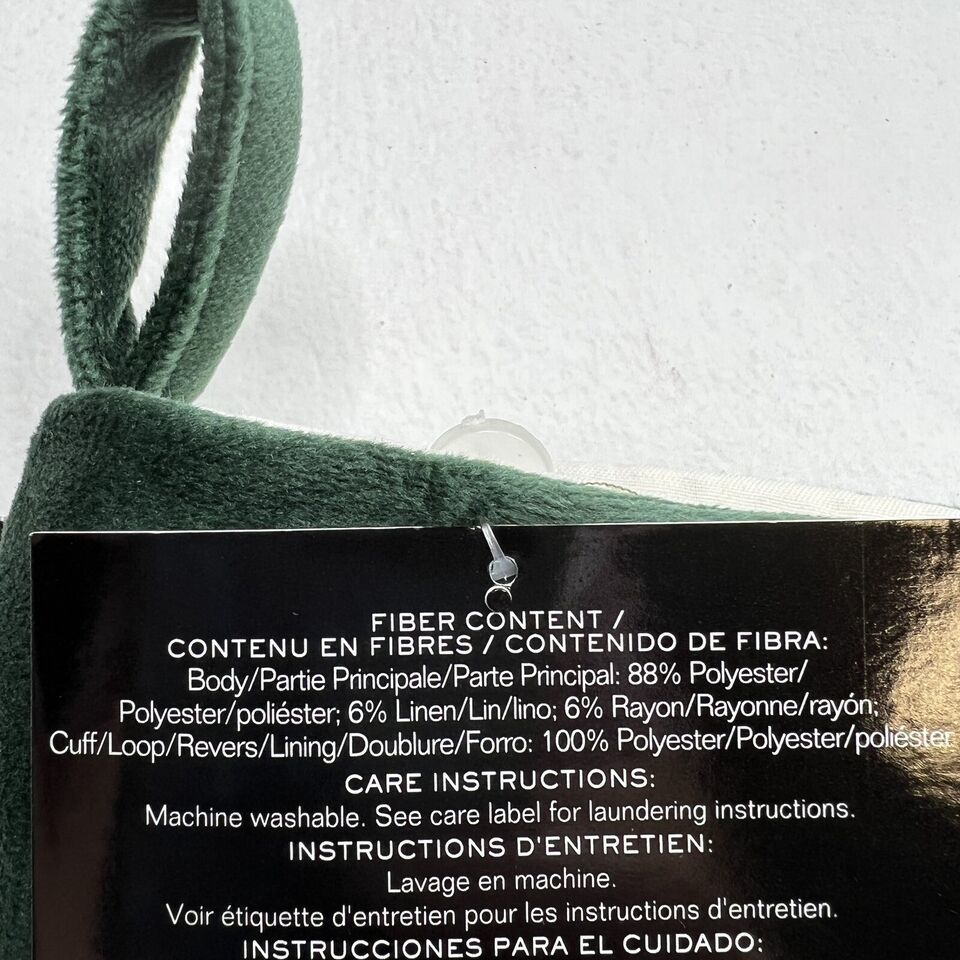 FIBER CONTENT /
CONTENU EN FIBRES / CONTENIDO DE FIBRA:
Body/Partie Principale/Parte Principal: 88% Polyester/
Polyester/poliéster; 6% Linen/Lin/lino; 6% Rayon/Rayonne/rayón;
Cuff/Loop/Revers/Lining/Doublure/Forro: 100% Polyester/Polyester/poliéster
CARE INSTRUCTIONS:
Machine washable. See care label for laundering instructions.
INSTRUCTIONS D'ENTRETIEN:
Lavage en machine.
Voir étiquette d'entretien pour les instructions d'entretien.
INSTRUCCIONES PARA EL CUIDADO: